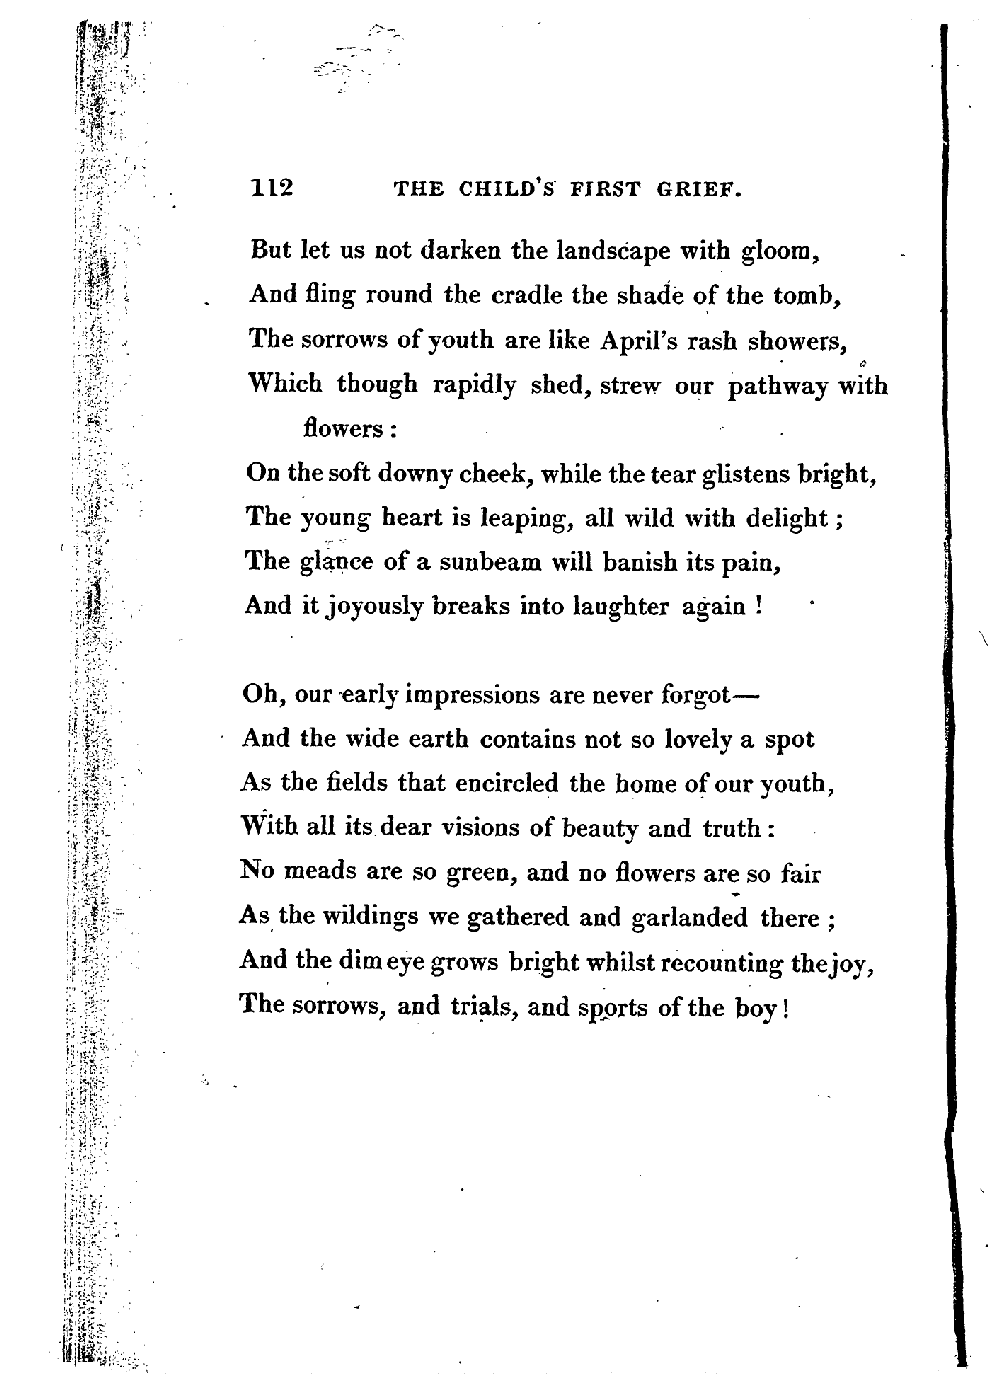 112 THE CHILD'S FIRST GRIEF.
But let us not darken the landscape with gloom,
And fling round the cradle the shade of the tomb,
The sorrows of youth are like April's rash showers,
Which though rapidly shed, strew our pathway with
flowers :
On the soft downy cheek, while the tear glistens bright,
The young heart is leaping, all wild with delight ;
The glance of a sunbeam will banish its pain,
And it joyously breaks into laughter again !
Oh, our early impressions are never forgot—
And the wide earth contains not so lovely a spot
As the fields that encircled the home of our youth,
With all its dear visions of beauty and truth :
No meads are so green, and no flowers are so fair
As the wildings we gathered and garlanded there ;
And the dim eye grows bright whilst recounting the joy,
The sorrows, and trials, and sports of the boy !